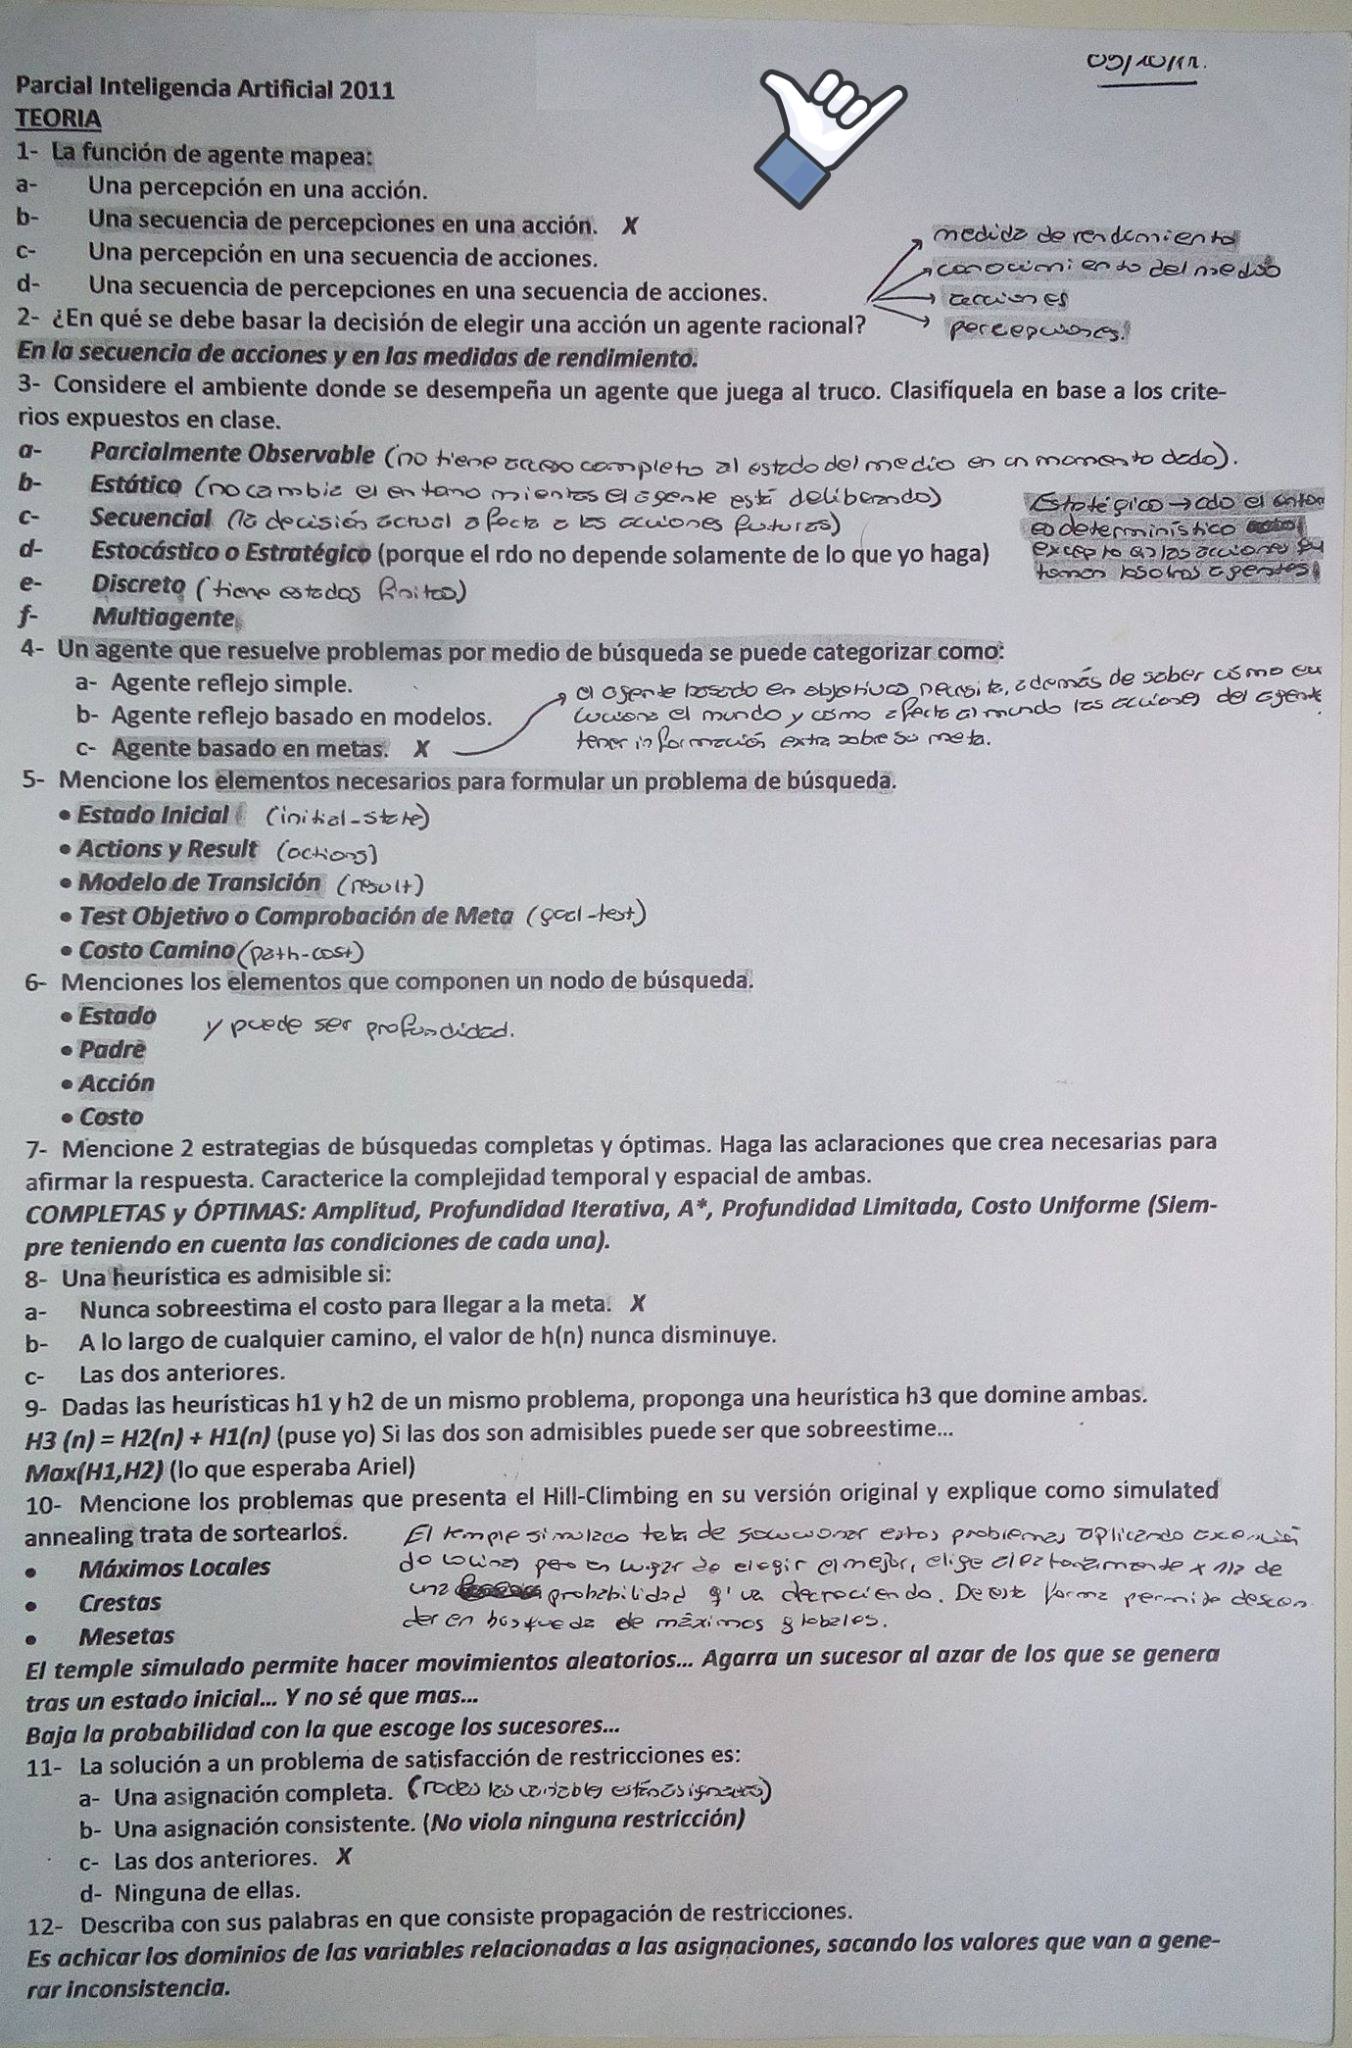 Parcial Inteligencia Artificial 2011
TEORIA
1- La función de agente mapea:
a- Una percepción en una acción.
b- Una secuencia de percepciones en una acción. X
c- Una percepción en una secuencia de acciones.
d- Una secuencia de percepciones en una secuencia de acciones.
2- ¿En qué se debe basar la decisión de elegir una acción un agente racional?
medida de rendimiento
conocimiento del medio
acciones
percepciones.
En la secuencia de acciones y en las medidas de rendimiento.
3- Considere el ambiente donde se desempeña un agente que juega al truco. Clasifíquela en base a los crite-
rios expuestos en clase.
a- Parcialmente Observable (no tiene acceso completo al estado del medio en un momento dado).
b- Estático (no cambia el entorno mientras el agente está deliberando)
c- Secuencial (la decisión actual afecta a las acciones futuras)
d- Estocástico o Estratégico (porque el rdo no depende solamente de lo que yo haga)
e- Discreto (tiene estados finitos)
f- Multiagente
Estratégico → cdo el entor
es determinístico
excepto en las acciones qu
toman los otros agentes
4- Un agente que resuelve problemas por medio de búsqueda se puede categorizar como:
a- Agente reflejo simple.
b- Agente reflejo basado en modelos.
c- Agente basado en metas. X
el agente basado en objetivos necesita, además de saber cómo evo
luciona el mundo y cómo afecta al mundo las acciones del agente
tener información extra sobre su meta.
5- Mencione los elementos necesarios para formular un problema de búsqueda.
• Estado Inicial (initial-state)
• Actions y Result (actions)
• Modelo de Transición (result)
• Test Objetivo o Comprobación de Meta (goal-test)
• Costo Camino (path-cost)
6- Menciones los elementos que componen un nodo de búsqueda.
• Estado y puede ser profundidad.
• Padre
• Acción
• Costo
7- Mencione 2 estrategias de búsquedas completas y óptimas. Haga las aclaraciones que crea necesarias para
afirmar la respuesta. Caracterice la complejidad temporal y espacial de ambas.
COMPLETAS y ÓPTIMAS: Amplitud, Profundidad Iterativa, A*, Profundidad Limitada, Costo Uniforme (Siem-
pre teniendo en cuenta las condiciones de cada una).
8- Una heurística es admisible si:
a- Nunca sobreestima el costo para llegar a la meta. X
b- A lo largo de cualquier camino, el valor de h(n) nunca disminuye.
c- Las dos anteriores.
9- Dadas las heurísticas h1 y h2 de un mismo problema, proponga una heurística h3 que domine ambas.
H3 (n) = H2(n) + H1(n) (puse yo) Si las dos son admisibles puede ser que sobreestime...
Max(H1,H2) (lo que esperaba Ariel)
10- Mencione los problemas que presenta el Hill-Climbing en su versión original y explique como simulated
annealing trata de sortearlos.
• Máximos Locales
• Crestas
• Mesetas
El temple simulado trata de solucionar estos problemas aplicando ascensión
de colinas pero en lugar de elegir el mejor, elige aleatoriamente x de
una probabilidad q' va decreciendo. De esta forma permite descen
der en búsqueda de máximos globales.
El temple simulado permite hacer movimientos aleatorios... Agarra un sucesor al azar de los que se genera
tras un estado inicial... Y no sé que mas...
Baja la probabilidad con la que escoge los sucesores...
11- La solución a un problema de satisfacción de restricciones es:
a- Una asignación completa. (todas las variables están asignadas)
b- Una asignación consistente. (No viola ninguna restricción)
c- Las dos anteriores. X
d- Ninguna de ellas.
12- Describa con sus palabras en que consiste propagación de restricciones.
Es achicar los dominios de las variables relacionadas a las asignaciones, sacando los valores que van a gene-
rar inconsistencia.